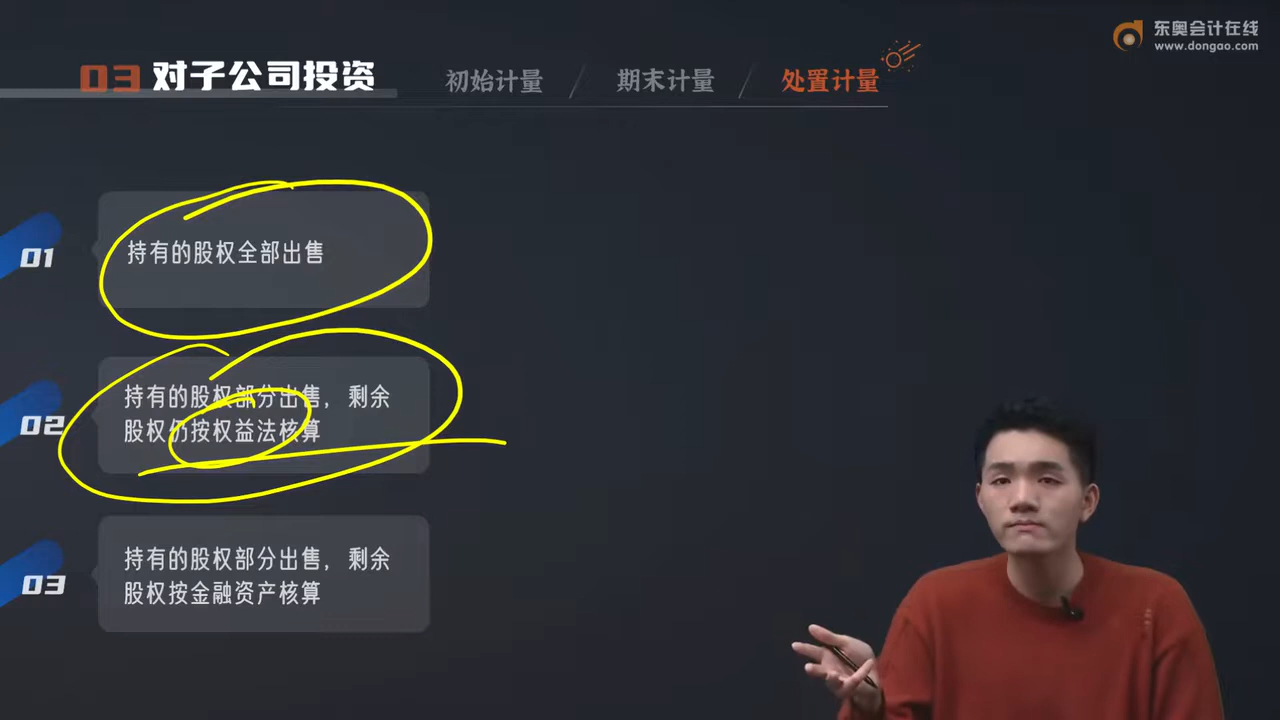 东奥会计在线
www.dongao.com
03 对子公司投资
初始计量 / 期末计量 / 处置计量
01
持有的股权全部出售
02
持有的股权部分出售，剩余
股权仍按权益法核算
03
持有的股权部分出售，剩余
股权按金融资产核算